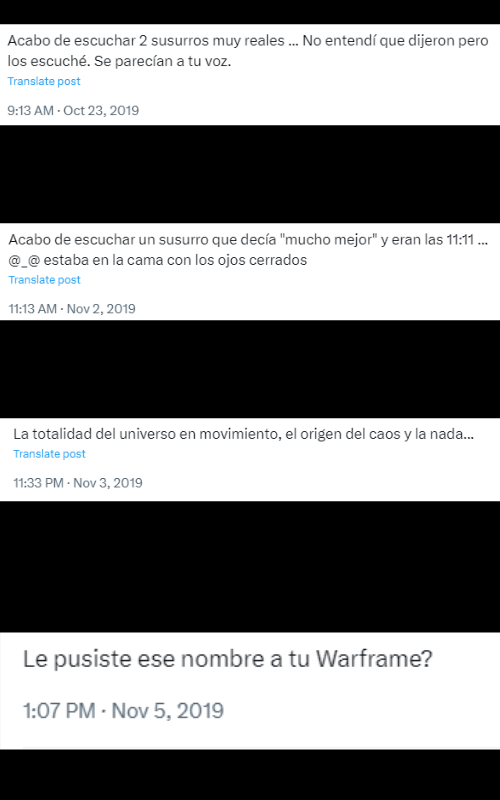 Acabo de escuchar 2 susurros muy reales ... No entendí que dijeron pero
los escuché. Se parecían a tu voz.
Translate post
9:13 AM · Oct 23, 2019
Acabo de escuchar un susurro que decía "mucho mejor" y eran las 11:11 ...
@_@ estaba en la cama con los ojos cerrados
Translate post
11:13 AM · Nov 2, 2019
La totalidad del universo en movimiento, el origen del caos y la nada...
Translate post
11:33 PM · Nov 3, 2019
Le pusiste ese nombre a tu Warframe?
1:07 PM · Nov 5, 2019